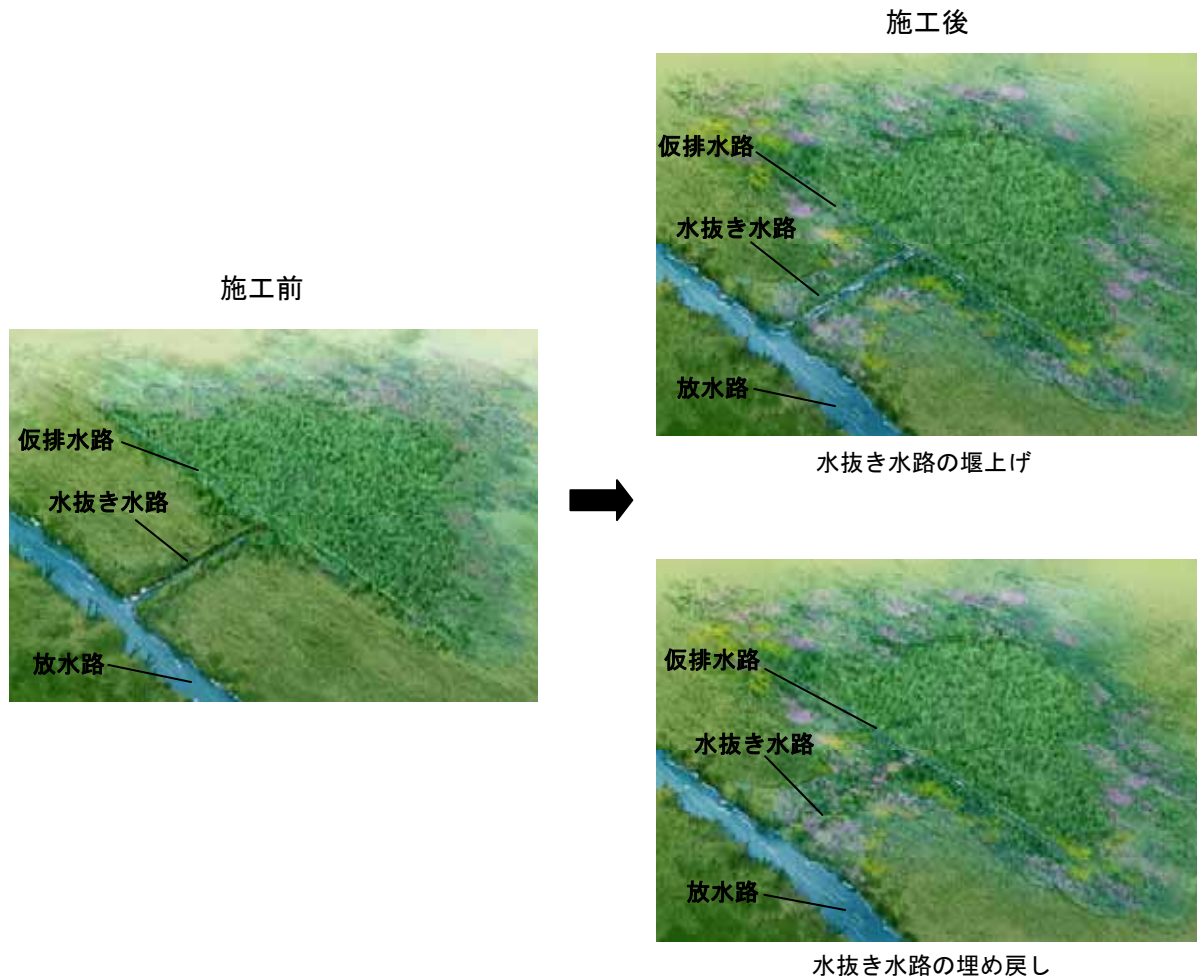 施工前
仮排水路
水抜き水路
放水路
施工後
仮排水路
水抜き水路
放水路
水抜き水路の堰上げ
仮排水路
水抜き水路
放水路
水抜き水路の埋め戻し